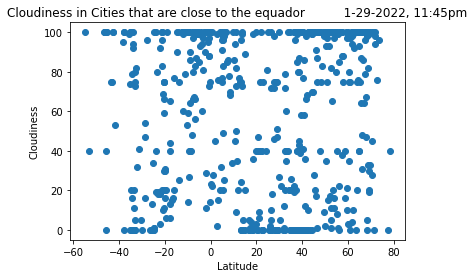 Cloudiness in Cities that are close to the equador 1-29-2022, 11:45pm
100
80
60
40
20
0
Cloudiness
−60 −40 −20 0 20 40 60 80
Latitude